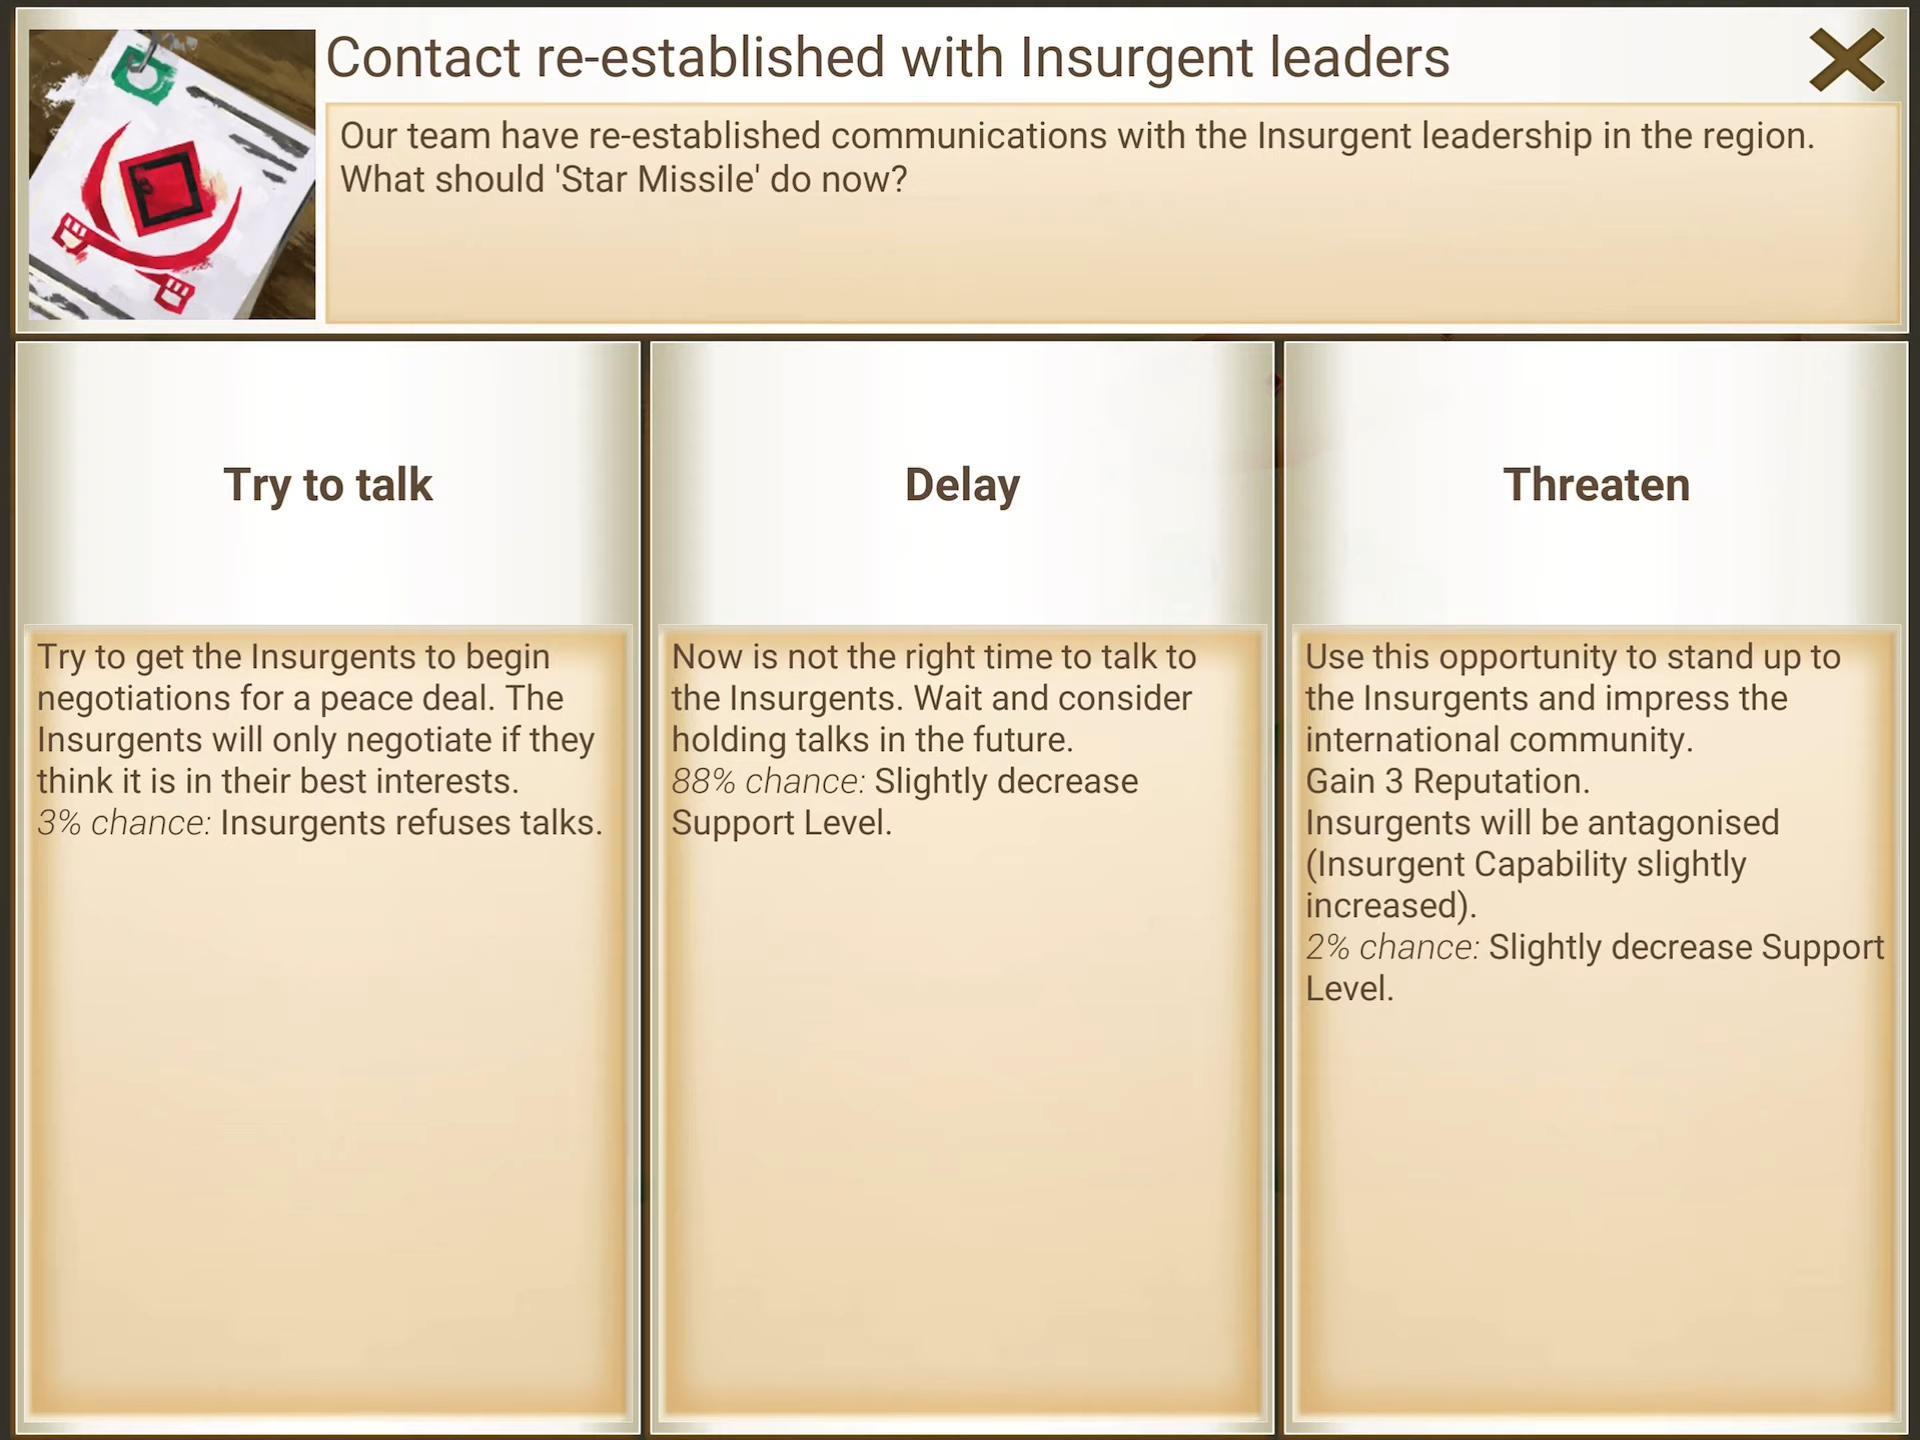 Contact re-established with Insurgent leaders
Our team have re-established communications with the Insurgent leadership in the region.
What should 'Star Missile' do now?
Try to talk
Try to get the Insurgents to begin
negotiations for a peace deal. The
Insurgents will only negotiate if they
think it is in their best interests.
3% chance: Insurgents refuses talks.
Delay
Now is not the right time to talk to
the Insurgents. Wait and consider
holding talks in the future.
88% chance: Slightly decrease
Support Level.
Threaten
Use this opportunity to stand up to
the Insurgents and impress the
international community.
Gain 3 Reputation.
Insurgents will be antagonised
(Insurgent Capability slightly
increased).
2% chance: Slightly decrease Support
Level.